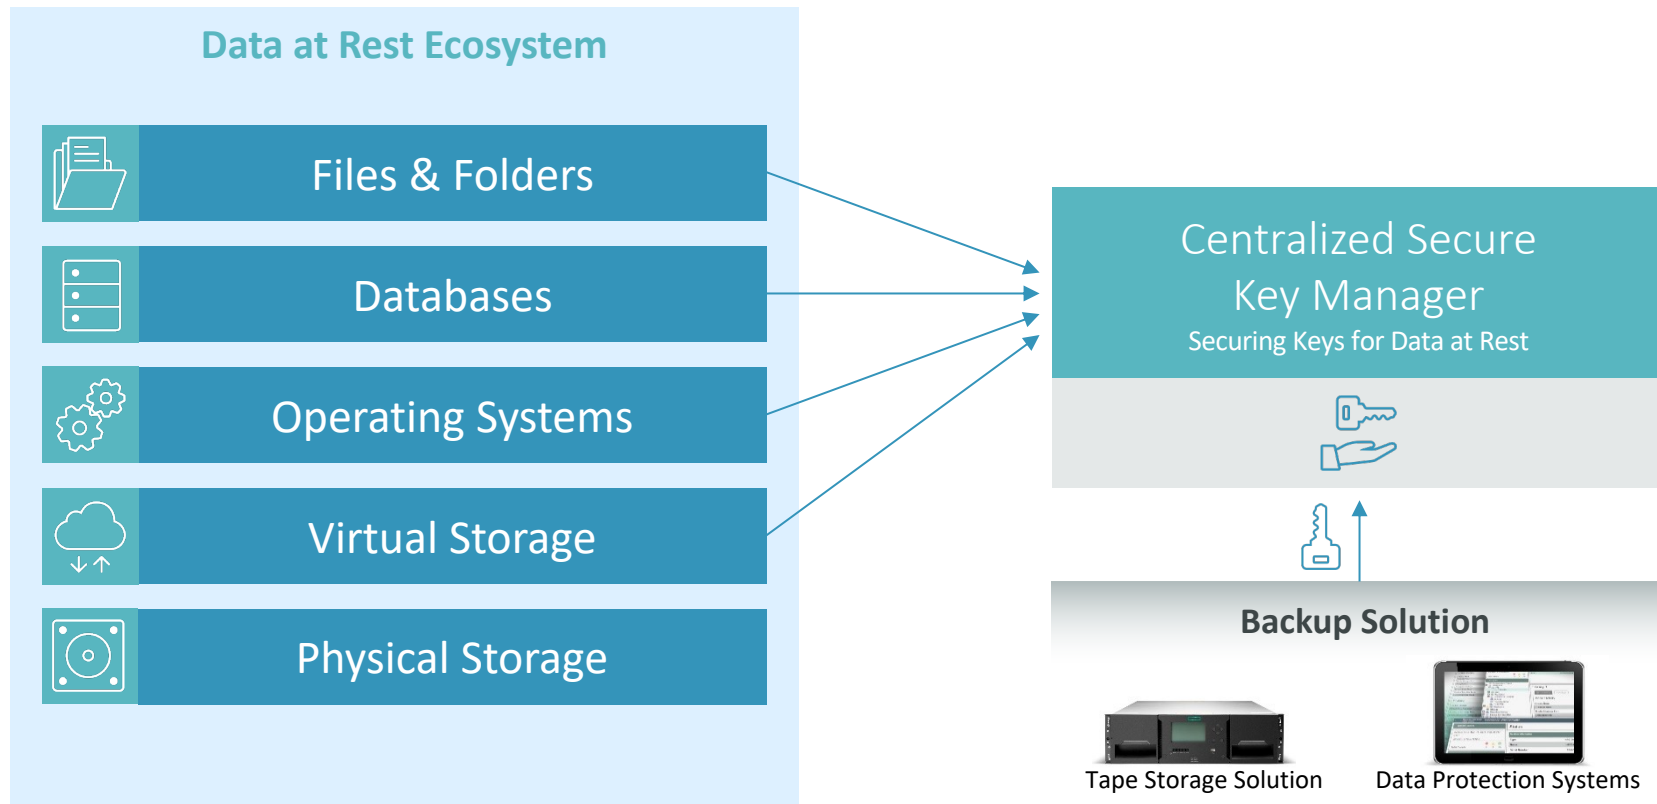 Data at Rest Ecosystem
Files & Folders
Databases
Operating Systems
Virtual Storage
Physical Storage
Centralized Secure
Key Manager
Securing Keys for Data at Rest
Backup Solution
Tape Storage Solution
Data Protection Systems